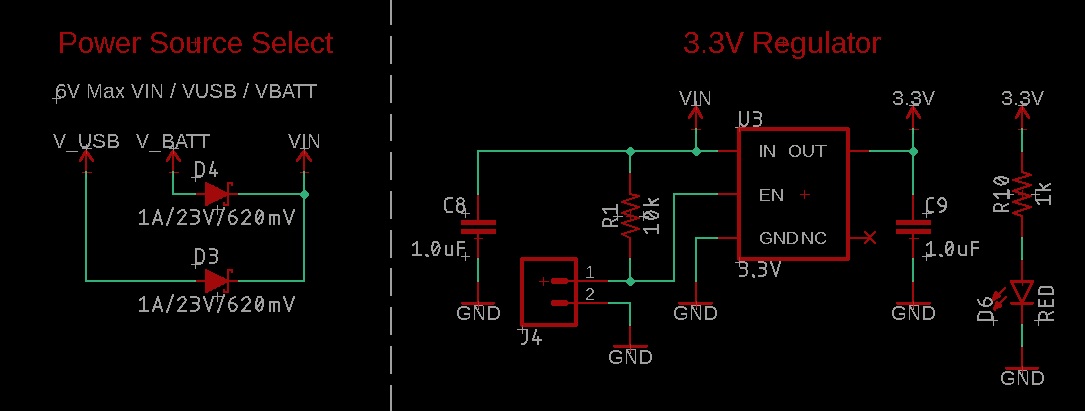 Power Source Select
6V Max VIN / VUSB / VBATT
V_USB
V_BATT
VIN
D4
1A/23V/620mV
D3
1A/23V/620mV
3.3V Regulator
VIN
3.3V
3.3V
U3
IN OUT
EN
GND NC
3.3V
C8
1.0uF
R1
10k
C9
1.0uF
R10
1k
D6
RED
1
2
J4
GND
GND
GND
GND
GND